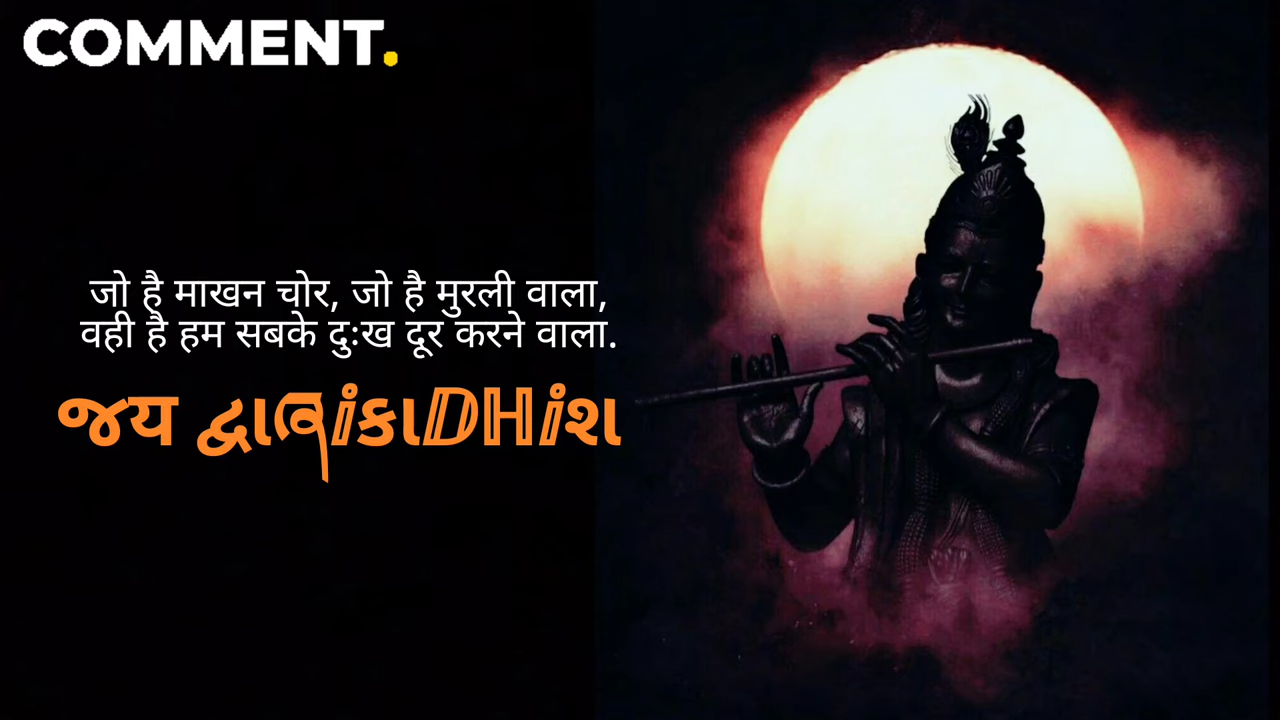 COMMENT.
जो है माखन चोर, जो है मुरली वाला,
वही है हम सबके दुःख दूर करने वाला.
જય દ્વાિકાDHiશ